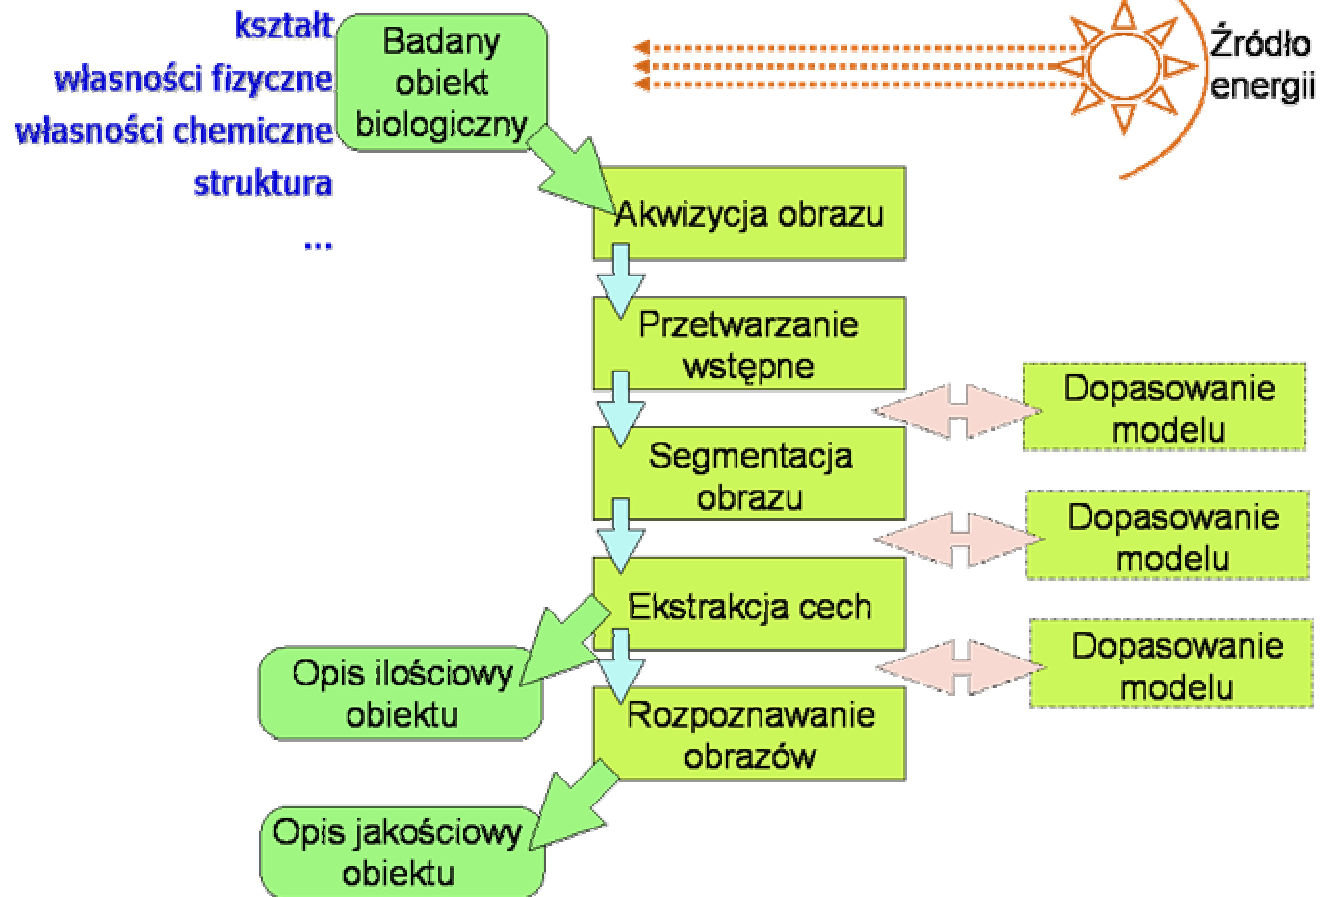 kształt
własności fizyczne
własności chemiczne
struktura
...
Badany
obiekt
biologiczny
Źródło
energii
Akwizycja obrazu
Przetwarzanie
wstępne
Dopasowanie
modelu
Segmentacja
obrazu
Dopasowanie
modelu
Ekstrakcja cech
Dopasowanie
modelu
Opis ilościowy
obiektu
Rozpoznawanie
obrazów
Opis jakościowy
obiektu